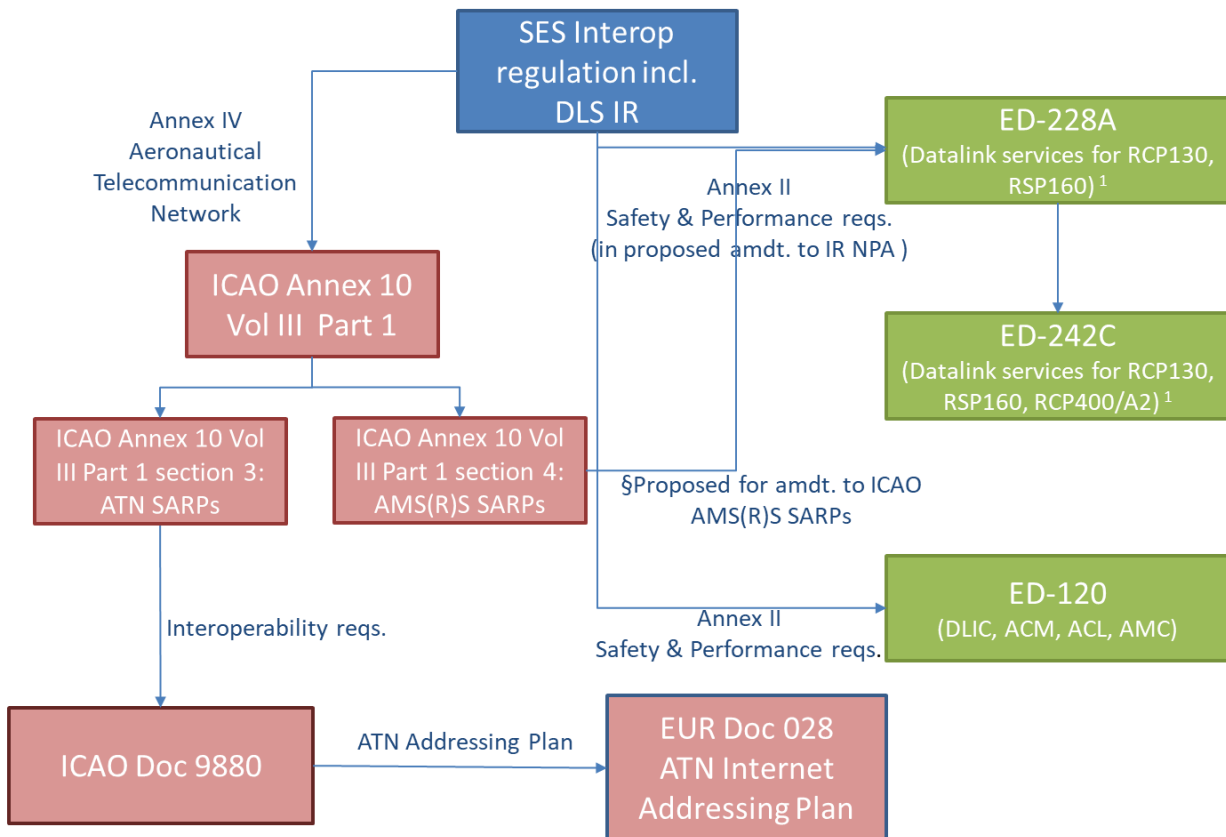 SES Interop
regulation incl.
DLS IR
Annex IV
Aeronautical
Telecommunication
Network
ED-228A
(Datalink services for RCP130,
RSP160) 1
Annex II
Safety & Performance reqs.
(in proposed amdt. to IR NPA )
ICAO Annex 10
Vol III Part 1
ED-242C
(Datalink services for RCP130,
RSP160, RCP400/A2) 1
ICAO Annex 10 Vol
III Part 1 section 3:
ATN SARPs
ICAO Annex 10 Vol
III Part 1 section 4:
AMS(R)S SARPs
§Proposed for amdt. to ICAO
AMS(R)S SARPs
Interoperability reqs.
Annex II
Safety & Performance reqs.
ED-120
(DLIC, ACM, ACL, AMC)
ICAO Doc 9880
ATN Addressing Plan
EUR Doc 028
ATN Internet
Addressing Plan